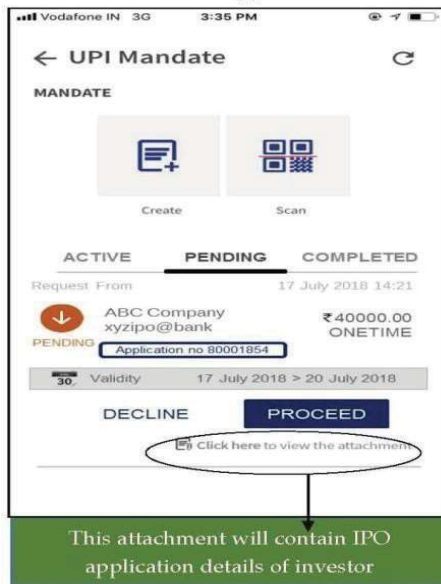 Vodafone IN 3G 3:35 PM
← UPI Mandate
MANDATE
Create Scan
ACTIVE PENDING COMPLETED
Request From 17 July 2018 14:21
ABC Company ₹40000.00
xyzipo@bank ONETIME
PENDING
Application no 80001854
30 Validity 17 July 2018 > 20 July 2018
DECLINE PROCEED
Click here to view the attachment
This attachment will contain IPO
application details of investor